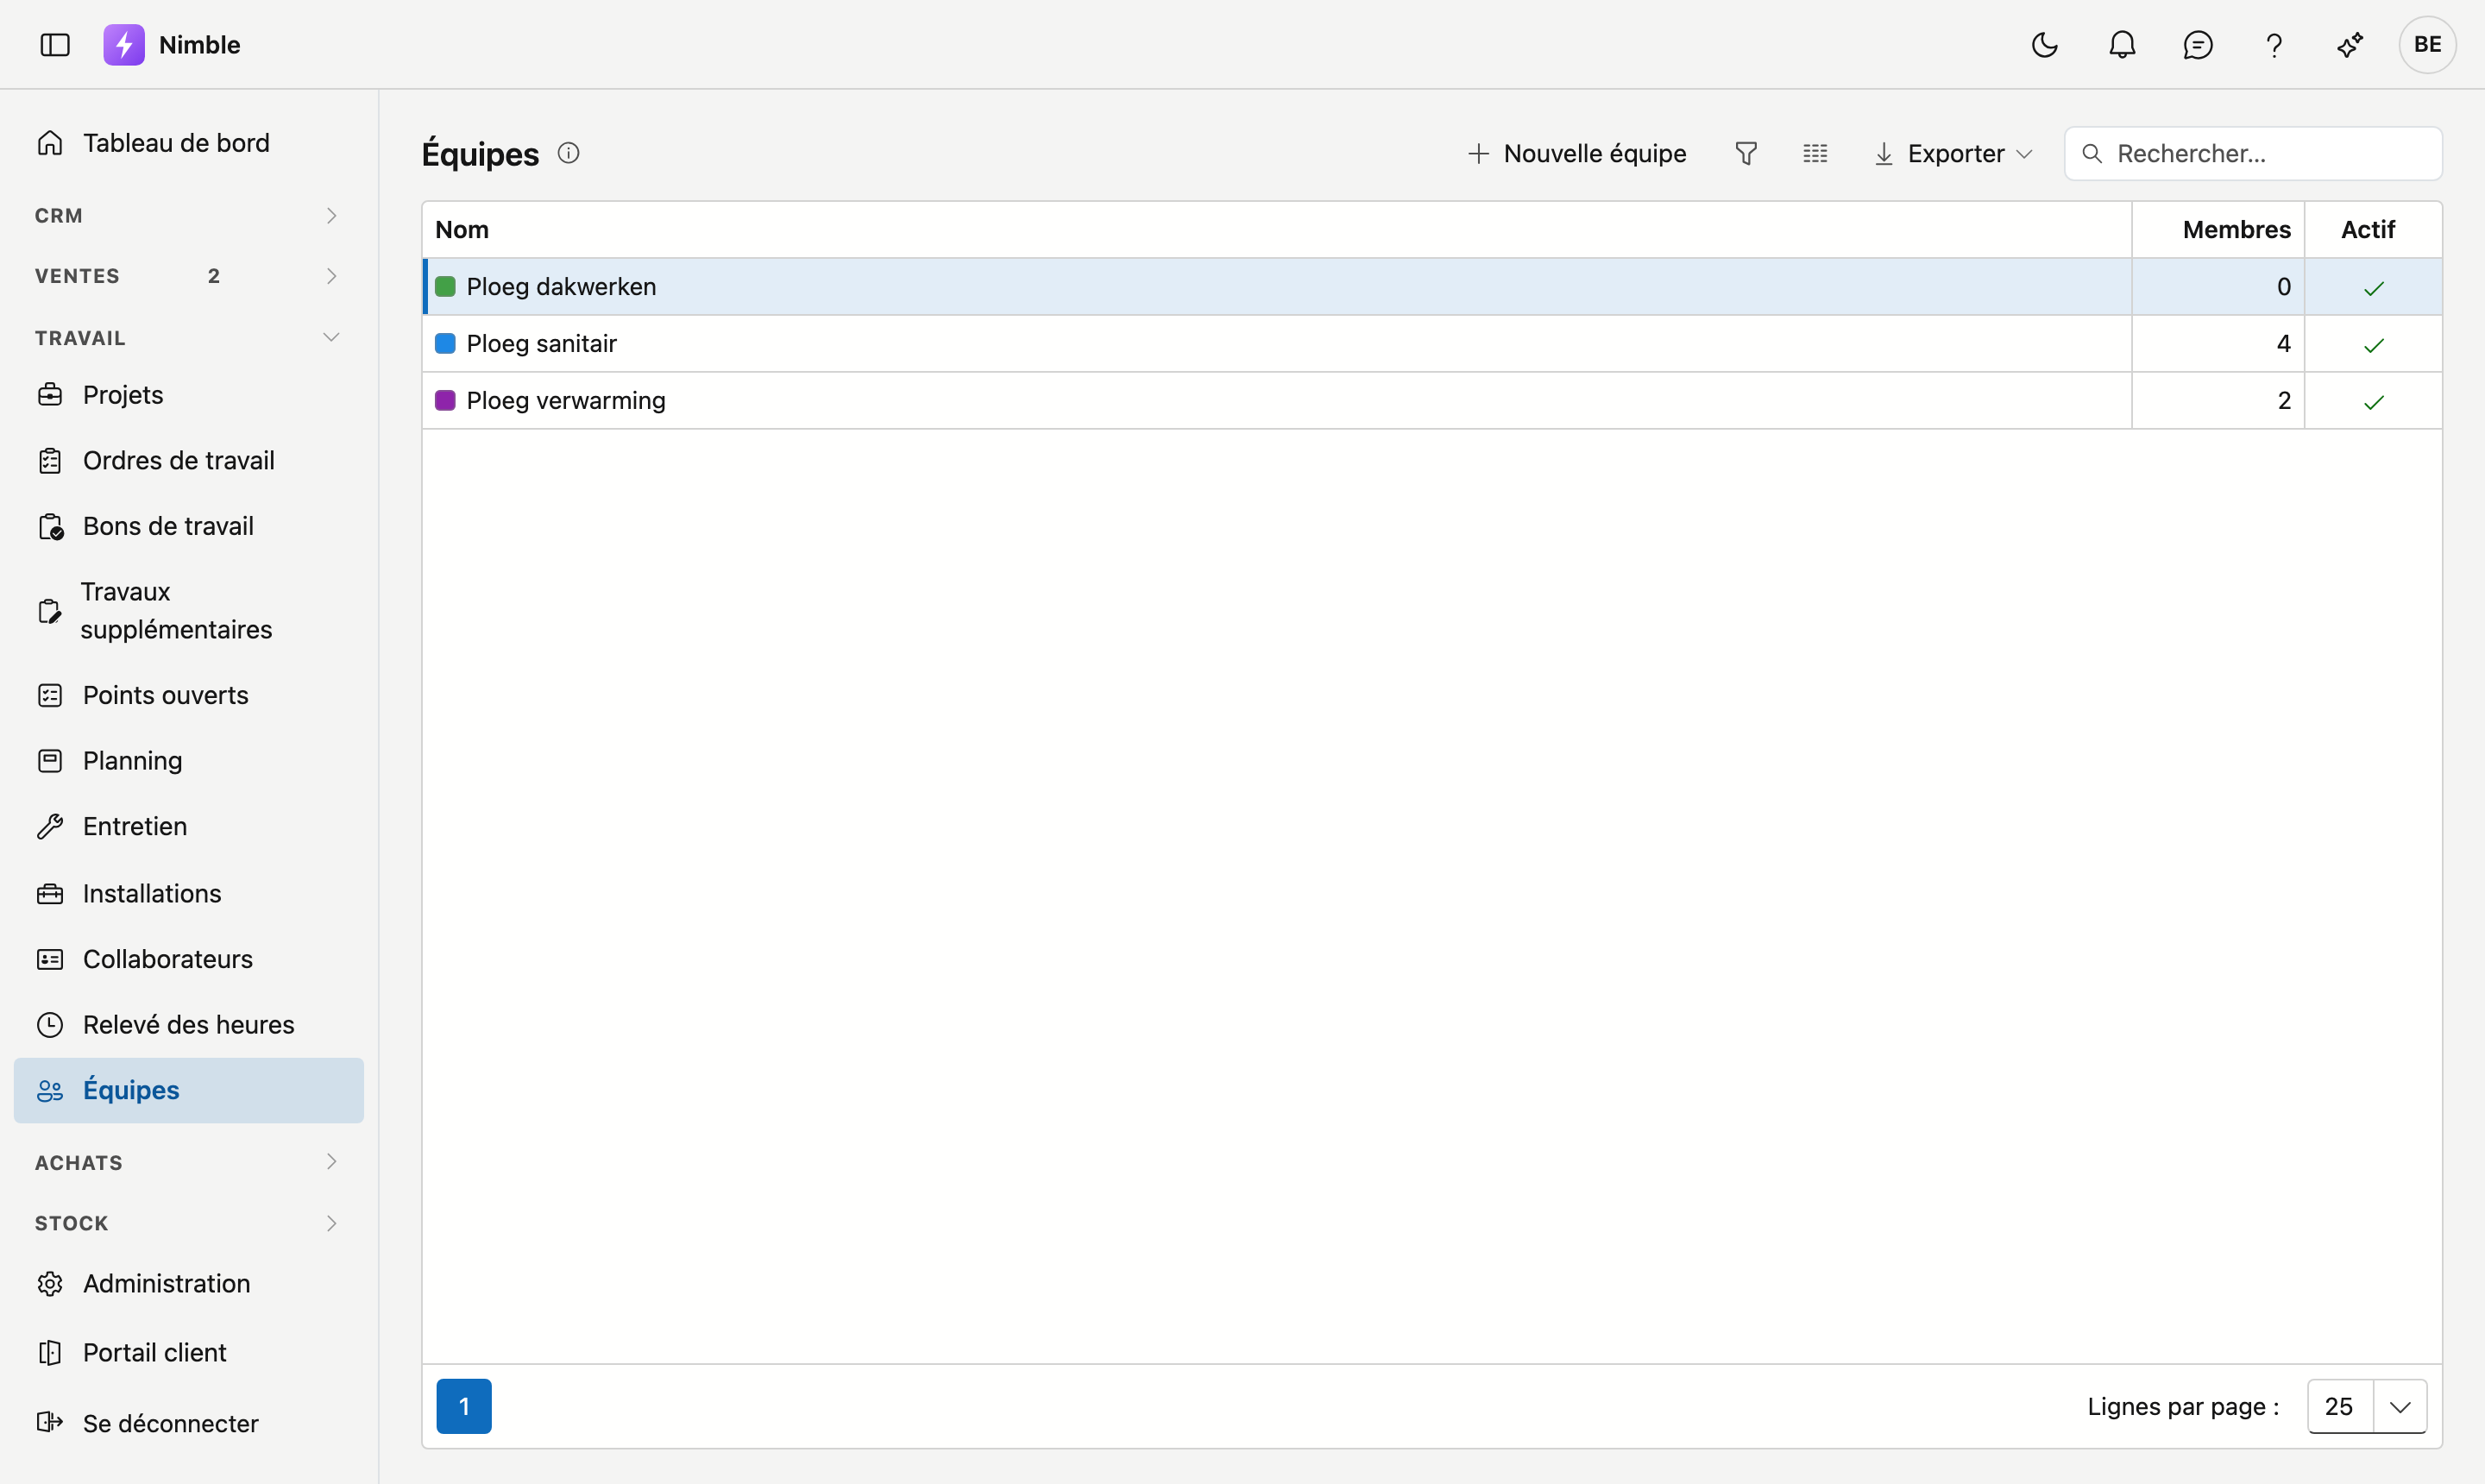 Nimble
BE
Tableau de bord
CRM
VENTES 2
TRAVAIL
Projets
Ordres de travail
Bons de travail
Travaux
supplémentaires
Points ouverts
Planning
Entretien
Installations
Collaborateurs
Relevé des heures
Équipes
ACHATS
STOCK
Administration
Portail client
Se déconnecter
Équipes
Nouvelle équipe
Exporter
Rechercher...
Nom Membres Actif
Ploeg dakwerken 0
Ploeg sanitair 4
Ploeg verwarming 2
1
Lignes par page : 25